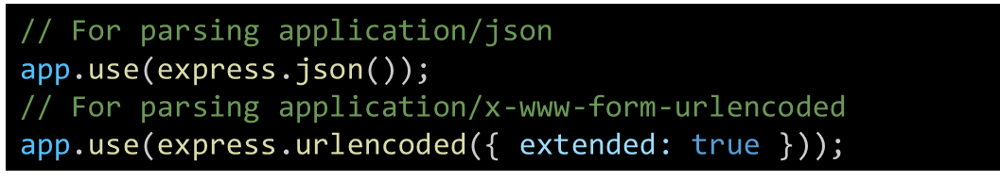 // For parsing application/json
app.use(express.json());
// For parsing application/x-www-form-urlencoded
app.use(express.urlencoded({ extended: true }));